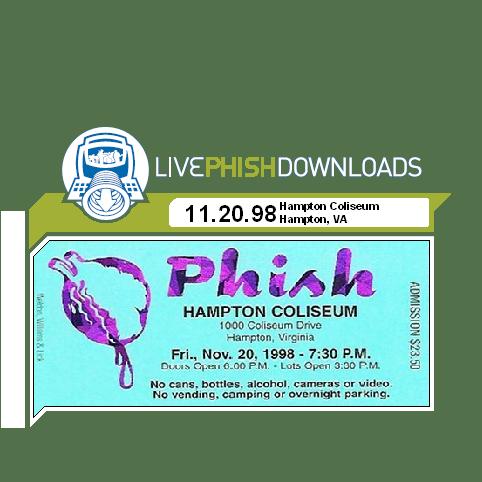 LIVEPHISHDOWNLOADS
11.20.98 Hampton Coliseum
Hampton, VA
Phish
HAMPTON COLISEUM
1000 Coliseum Drive
Hampton, Virginia
Fri., Nov. 20, 1998 - 7:30 P.M.
Doors Open 6:00 P.M. - Lots Open 3:30 P.M.
No cans, bottles, alcohol, cameras or video.
No vending, camping or overnight parking.
ADMISSION $23.50